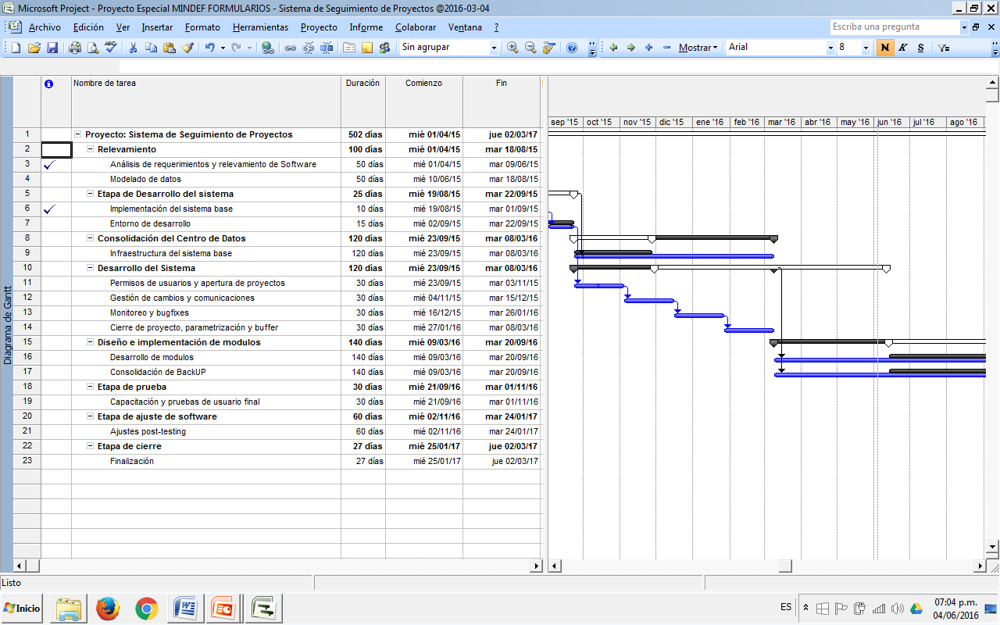 Microsoft Project - Proyecto Especial MINDEF FORMULARIOS - Sistema de Seguimiento de Proyectos @2016-03-04
Archivo Edición Ver Insertar Formato Herramientas Proyecto Informe Colaborar Ventana ? Escriba una pregunta
Sin agrupar Mostrar Arial 8 N K S
Nombre de tarea Duración Comienzo Fin
sep '15 oct '15 nov '15 dic '15 ene '16 feb '16 mar '16 abr '16 may '16 jun '16 jul '16 ago '16
1 Proyecto: Sistema de Seguimiento de Proyectos 502 días mié 01/04/15 jue 02/03/17
2 Relevamiento 100 días mié 01/04/15 mar 18/08/15
3 Análisis de requerimientos y relevamiento de Software 50 días mié 01/04/15 mar 09/06/15
4 Modelado de datos 50 días mié 10/06/15 mar 18/08/15
5 Etapa de Desarrollo del sistema 25 días mié 19/08/15 mar 22/09/15
6 Implementación del sistema base 10 días mié 19/08/15 mar 01/09/15
7 Entorno de desarrollo 15 días mié 02/09/15 mar 22/09/15
8 Consolidación del Centro de Datos 120 días mié 23/09/15 mar 08/03/16
9 Infraestructura del sistema base 120 días mié 23/09/15 mar 08/03/16
10 Desarrollo del Sistema 120 días mié 23/09/15 mar 08/03/16
11 Permisos de usuarios y apertura de proyectos 30 días mié 23/09/15 mar 03/11/15
12 Gestión de cambios y comunicaciones 30 días mié 04/11/15 mar 15/12/15
13 Monitoreo y bugfixes 30 días mié 16/12/15 mar 26/01/16
14 Cierre de proyecto, parametrización y buffer 30 días mié 27/01/16 mar 08/03/16
15 Diseño e implementación de modulos 140 días mié 09/03/16 mar 20/09/16
16 Desarrollo de modulos 140 días mié 09/03/16 mar 20/09/16
17 Consolidación de BackUP 140 días mié 09/03/16 mar 20/09/16
18 Etapa de prueba 30 días mié 21/09/16 mar 01/11/16
19 Capacitación y pruebas de usuario final 30 días mié 21/09/16 mar 01/11/16
20 Etapa de ajuste de software 60 días mié 02/11/16 mar 24/01/17
21 Ajustes post-testing 60 días mié 02/11/16 mar 24/01/17
22 Etapa de cierre 27 días mié 25/01/17 jue 02/03/17
23 Finalización 27 días mié 25/01/17 jue 02/03/17
Diagrama de Gantt
Listo
Inicio ES 07:04 p.m.
04/06/2016